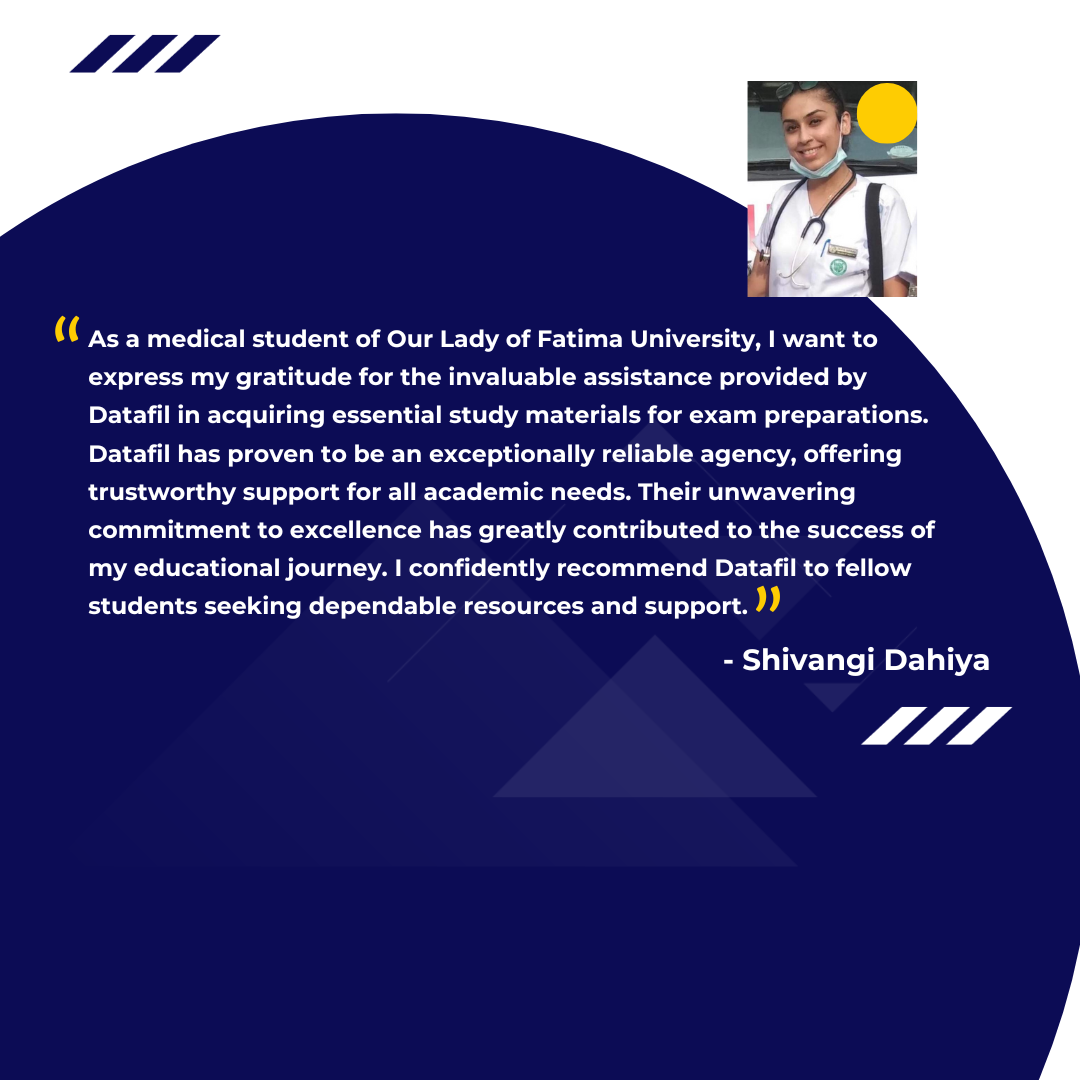 “ As a medical student of Our Lady of Fatima University, I want to
express my gratitude for the invaluable assistance provided by
Datafil in acquiring essential study materials for exam preparations.
Datafil has proven to be an exceptionally reliable agency, offering
trustworthy support for all academic needs. Their unwavering
commitment to excellence has greatly contributed to the success of
my educational journey. I confidently recommend Datafil to fellow
students seeking dependable resources and support. ”
- Shivangi Dahiya